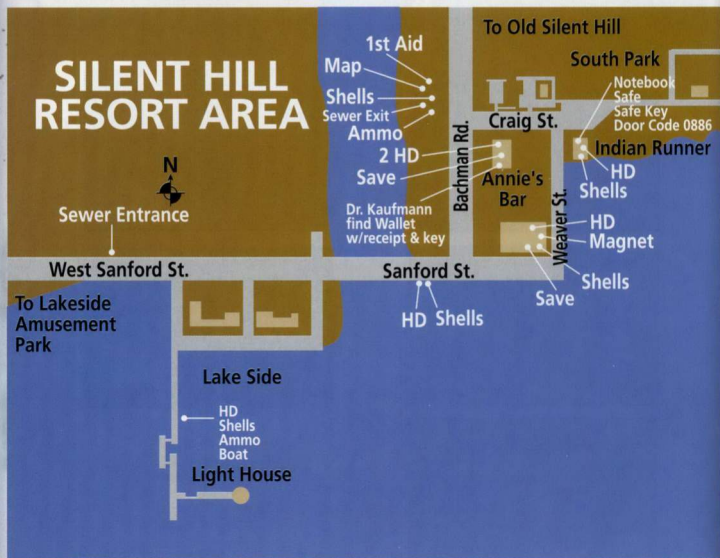 SILENT HILL
RESORT AREA
N
Sewer Entrance
West Sanford St.
To Lakeside
Amusement
Park
Lake Side
HD
Shells
Ammo
Boat
Light House
1st Aid
Map
Shells
Sewer Exit
Ammo
2 HD
Save
Dr. Kaufmann
find Wallet
w/receipt & key
Bachman Rd.
Sanford St.
HD Shells
To Old Silent Hill
South Park
Craig St.
Notebook
Safe
Safe Key
Door Code 0886
Indian Runner
HD
Shells
Annie's
Bar
Weaver St.
HD
Magnet
Shells
Save